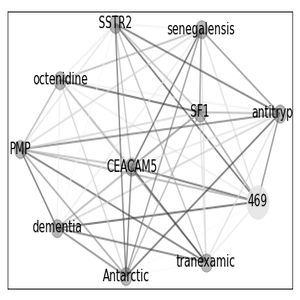 SSTR2
senegalensis
octenidine
SF1
antitryp
PMP
CEACAM5
469
dementia
tranexamic
Antarctic